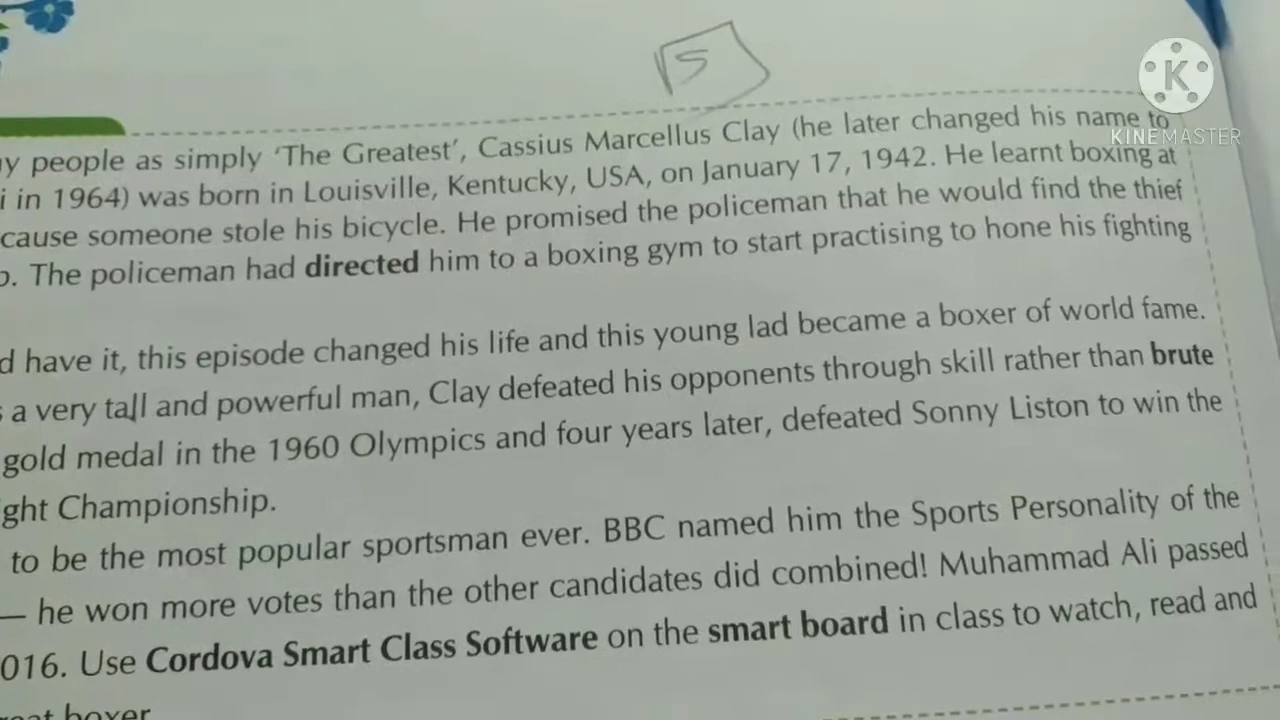 5
K
KINEMASTER
y people as simply 'The Greatest', Cassius Marcellus Clay (he later changed his name to
i in 1964) was born in Louisville, Kentucky, USA, on January 17, 1942. He learnt boxing at
cause someone stole his bicycle. He promised the policeman that he would find the thief
. The policeman had directed him to a boxing gym to start practising to hone his fighting
d have it, this episode changed his life and this young lad became a boxer of world fame.
s a very tall and powerful man, Clay defeated his opponents through skill rather than brute
gold medal in the 1960 Olympics and four years later, defeated Sonny Liston to win the
ght Championship.
to be the most popular sportsman ever. BBC named him the Sports Personality of the
— he won more votes than the other candidates did combined! Muhammad Ali passed
016. Use Cordova Smart Class Software on the smart board in class to watch, read and
eat boxer